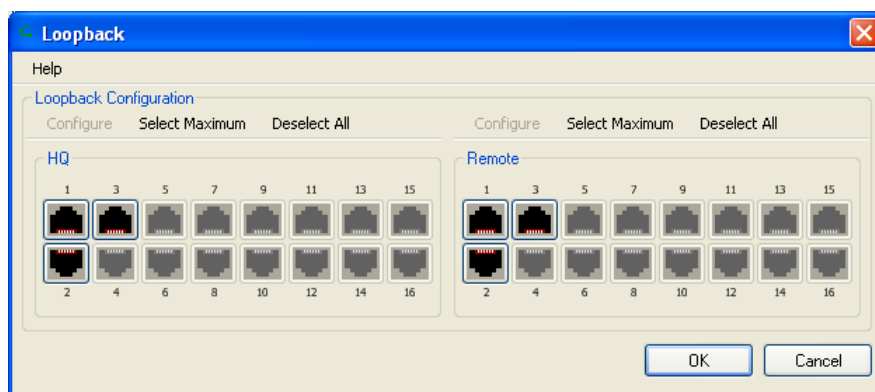 Loopback
Help
Loopback Configuration
Configure Select Maximum Deselect All Configure Select Maximum Deselect All
HQ Remote
1 3 5 7 9 11 13 15 1 3 5 7 9 11 13 15
2 4 6 8 10 12 14 16 2 4 6 8 10 12 14 16
OK Cancel